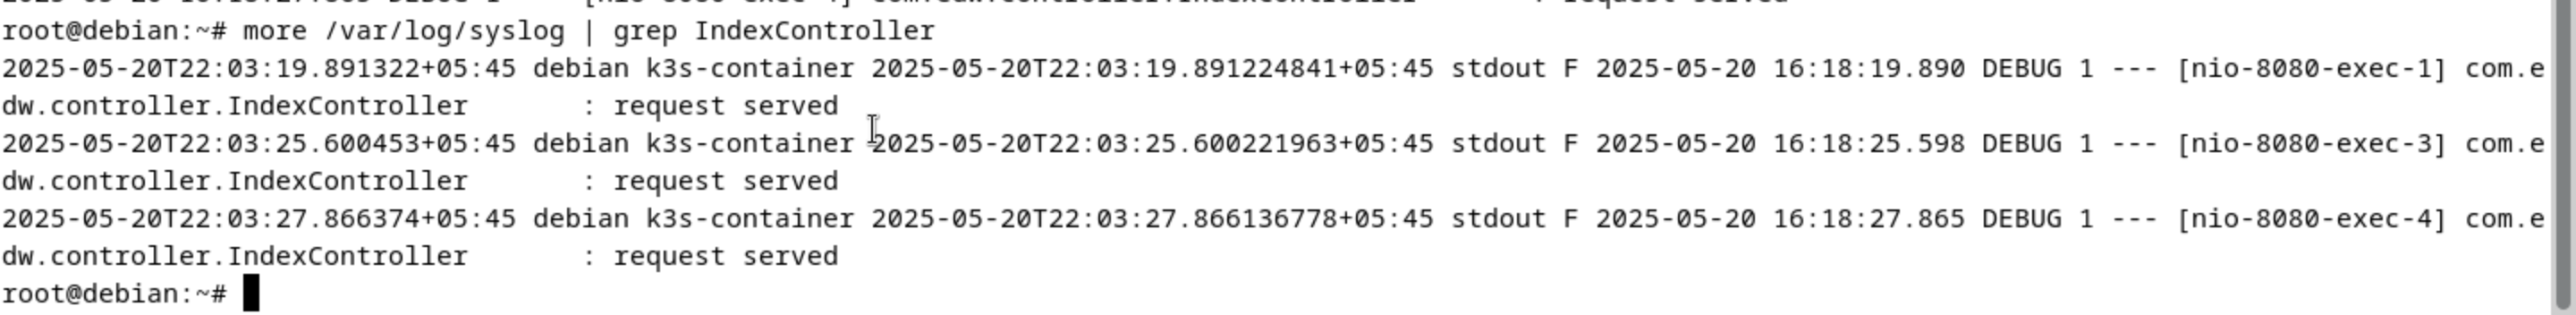 root@debian:~# more /var/log/syslog | grep IndexController
2025-05-20T22:03:19.891322+05:45 debian k3s-container 2025-05-20T22:03:19.891224841+05:45 stdout F 2025-05-20 16:18:19.890 DEBUG 1 --- [nio-8080-exec-1] com.e
dw.controller.IndexController       : request served
2025-05-20T22:03:25.600453+05:45 debian k3s-container 2025-05-20T22:03:25.600221963+05:45 stdout F 2025-05-20 16:18:25.598 DEBUG 1 --- [nio-8080-exec-3] com.e
dw.controller.IndexController       : request served
2025-05-20T22:03:27.866374+05:45 debian k3s-container 2025-05-20T22:03:27.866136778+05:45 stdout F 2025-05-20 16:18:27.865 DEBUG 1 --- [nio-8080-exec-4] com.e
dw.controller.IndexController       : request served
root@debian:~#